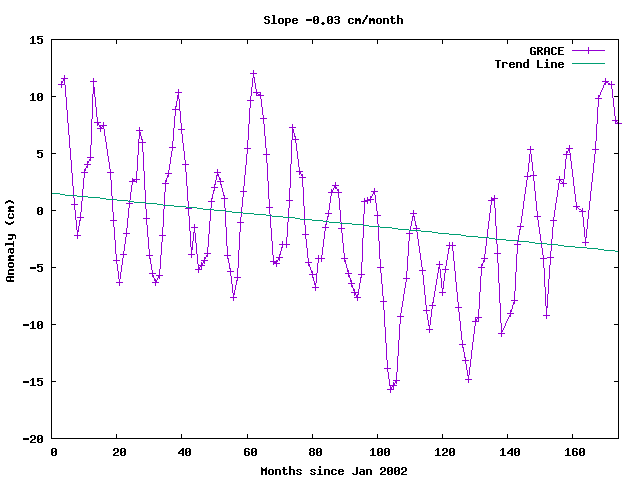 Slope -0.03 cm/month
GRACE
Trend Line
15
10
5
0
-5
-10
-15
-20
Anomaly (cm)
0 20 40 60 80 100 120 140 160
Months since Jan 2002